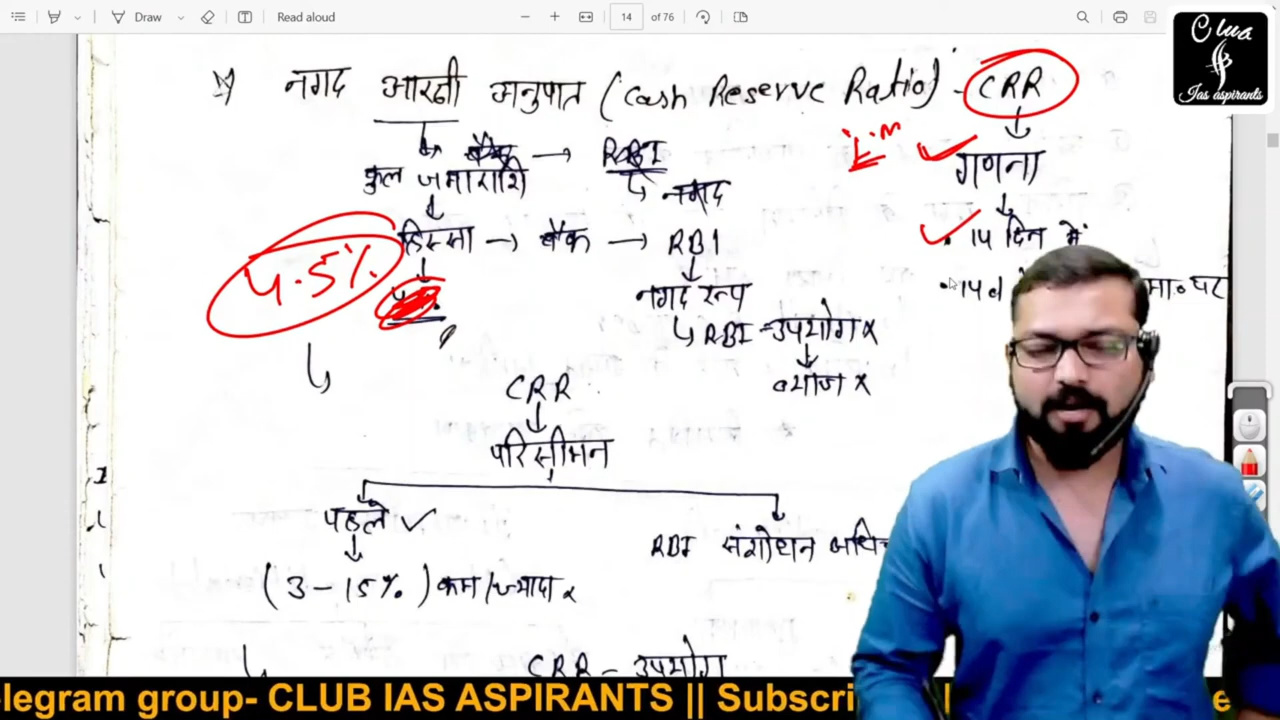 Draw
Read aloud
14 of 76
Club
Ias aspirants
नगद आरक्षी अनुपात (Cash Reserve Ratio) - CRR
बैंक → RBI
कुल जमाराशि
नगद
गणना
हिस्सा → बैंक → RBI
4.5%
14 दिन में
नगद रूप
RBI = उपयोग x
ब्याज x
CRR
परिसीमन
पहले ✓
RBI संशोधन अधि
(3 - 15%) कम/ज्यादा x
CRR - उपयोग
elegram group- CLUB IAS ASPIRANTS || Subscri